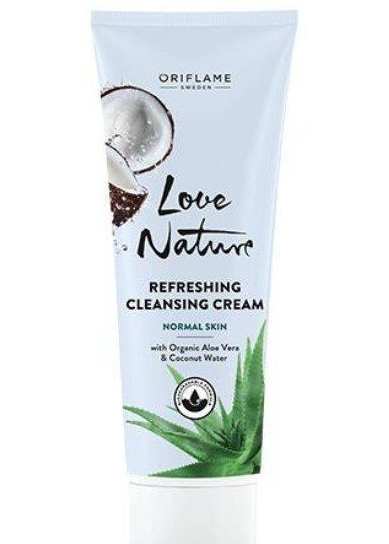 ORIFLAME
SWEDEN
Love
Nature
REFRESHING
CLEANSING CREAM
NORMAL SKIN
with Organic Aloe Vera
& Coconut Water